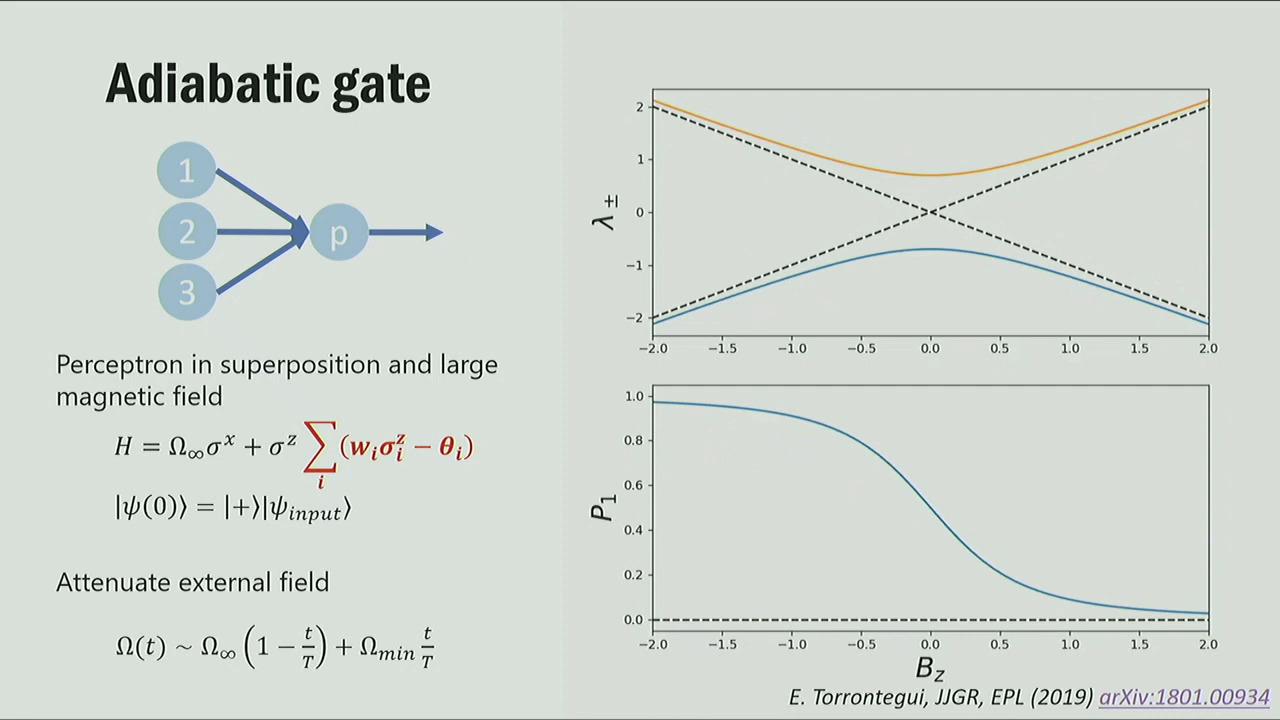 Adiabatic gate
1
2
3
p
Perceptron in superposition and large
magnetic field
H = Ω∞σ^x + σ^z ∑_i (w_iσ_i^z − θ_i)
|ψ(0)⟩ = |+⟩|ψ_input⟩
Attenuate external field
Ω(t) ~ Ω∞ (1 − t/T) + Ω_min t/T
λ±
2
1
0
−1
−2
−2.0 −1.5 −1.0 −0.5 0.0 0.5 1.0 1.5 2.0
P₁
1.0
0.8
0.6
0.4
0.2
0.0
−2.0 −1.5 −1.0 −0.5 0.0 0.5 1.0 1.5 2.0
B_z
E. Torrontegui, JJGR, EPL (2019) arXiv:1801.00934